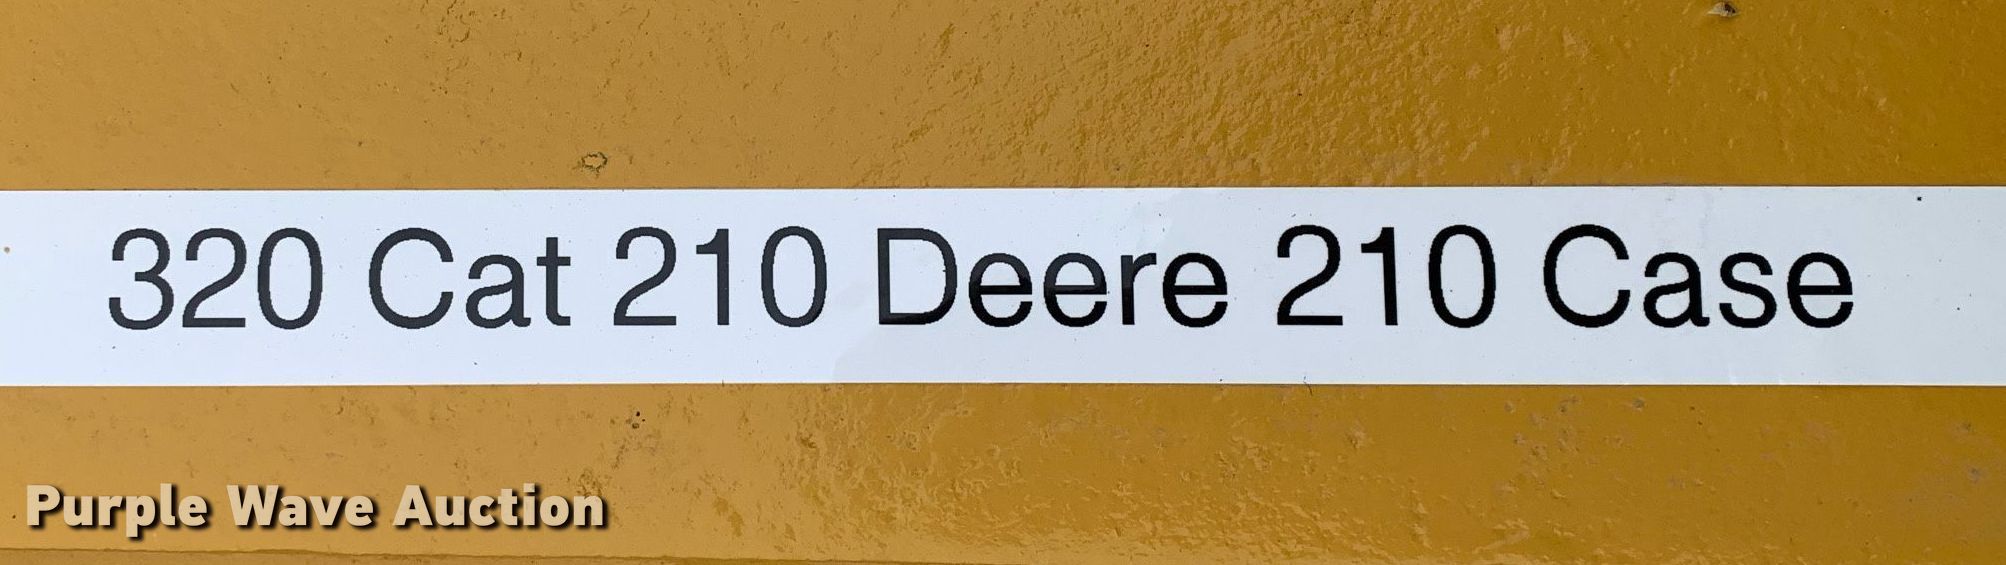 320 Cat 210 Deere 210 Case
Purple Wave Auction